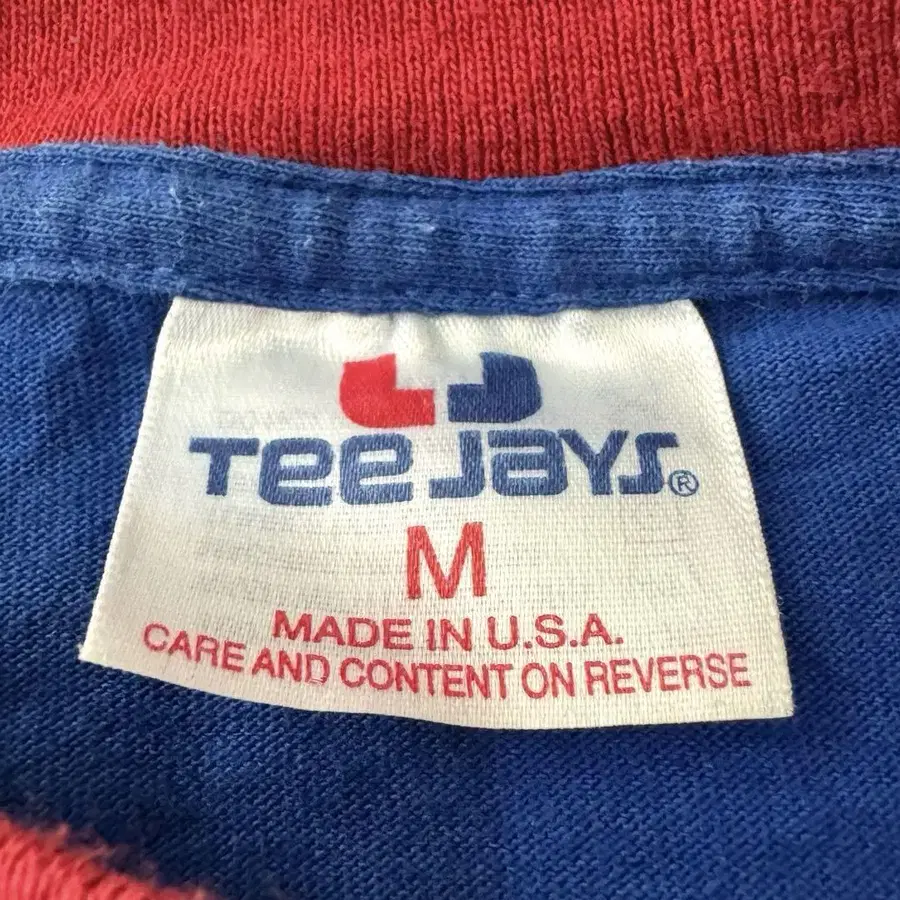 Tee Jays®
M
MADE IN U.S.A.
CARE AND CONTENT ON REVERSE